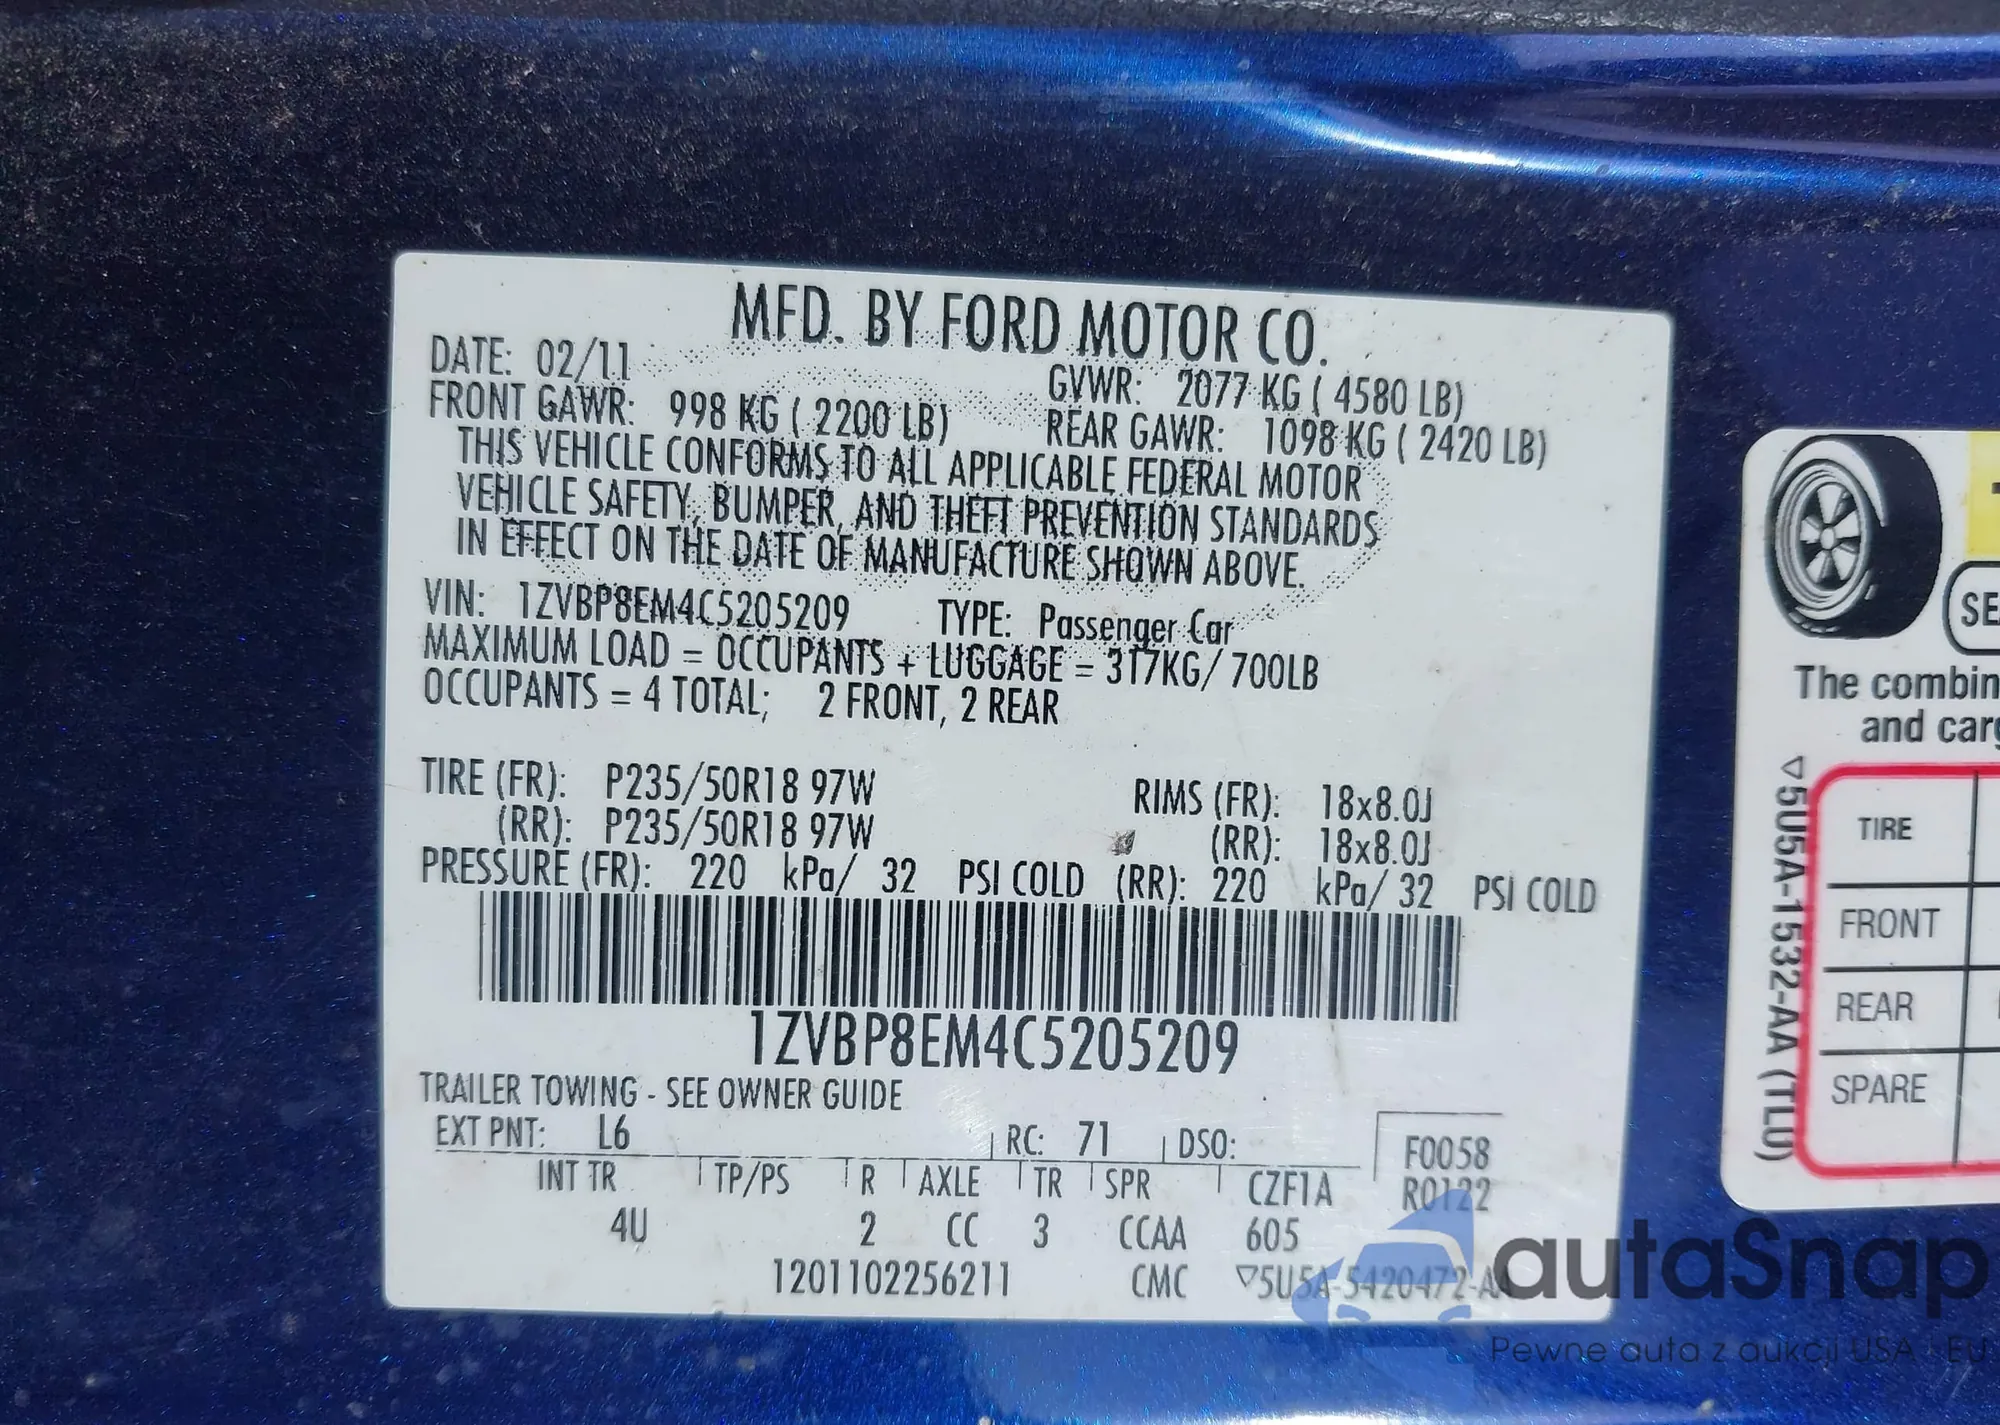 MFD. BY FORD MOTOR CO.
DATE: 02/11
GVWR: 2077 KG ( 4580 LB)
FRONT GAWR: 998 KG ( 2200 LB)
REAR GAWR: 1098 KG ( 2420 LB)
THIS VEHICLE CONFORMS TO ALL APPLICABLE FEDERAL MOTOR
VEHICLE SAFETY, BUMPER, AND THEFT PREVENTION STANDARDS
IN EFFECT ON THE DATE OF MANUFACTURE SHOWN ABOVE.
VIN: 1ZVBP8EM4C5205209 TYPE: Passenger Car
MAXIMUM LOAD = OCCUPANTS + LUGGAGE = 317KG/ 700LB
OCCUPANTS = 4 TOTAL; 2 FRONT, 2 REAR
TIRE (FR): P235/50R18 97W RIMS (FR): 18x8.0J
(RR): P235/50R18 97W (RR): 18x8.0J
PRESSURE (FR): 220 kPa/ 32 PSI COLD (RR): 220 kPa/ 32 PSI COLD
1ZVBP8EM4C5205209
TRAILER TOWING - SEE OWNER GUIDE
EXT PNT: L6 RC: 71 DSO: F0058
INT TR TP/PS R AXLE TR SPR CZF1A R0122
4U 2 CC 3 CCAA 605
1201102256211 CMC ▽5U5A-5420472-AA
The combin
and carg
▽5U5A-1532-AA (TLU)
TIRE
FRONT
REAR
SPARE
autaSnap
Pewne auta z aukcji USA i EU